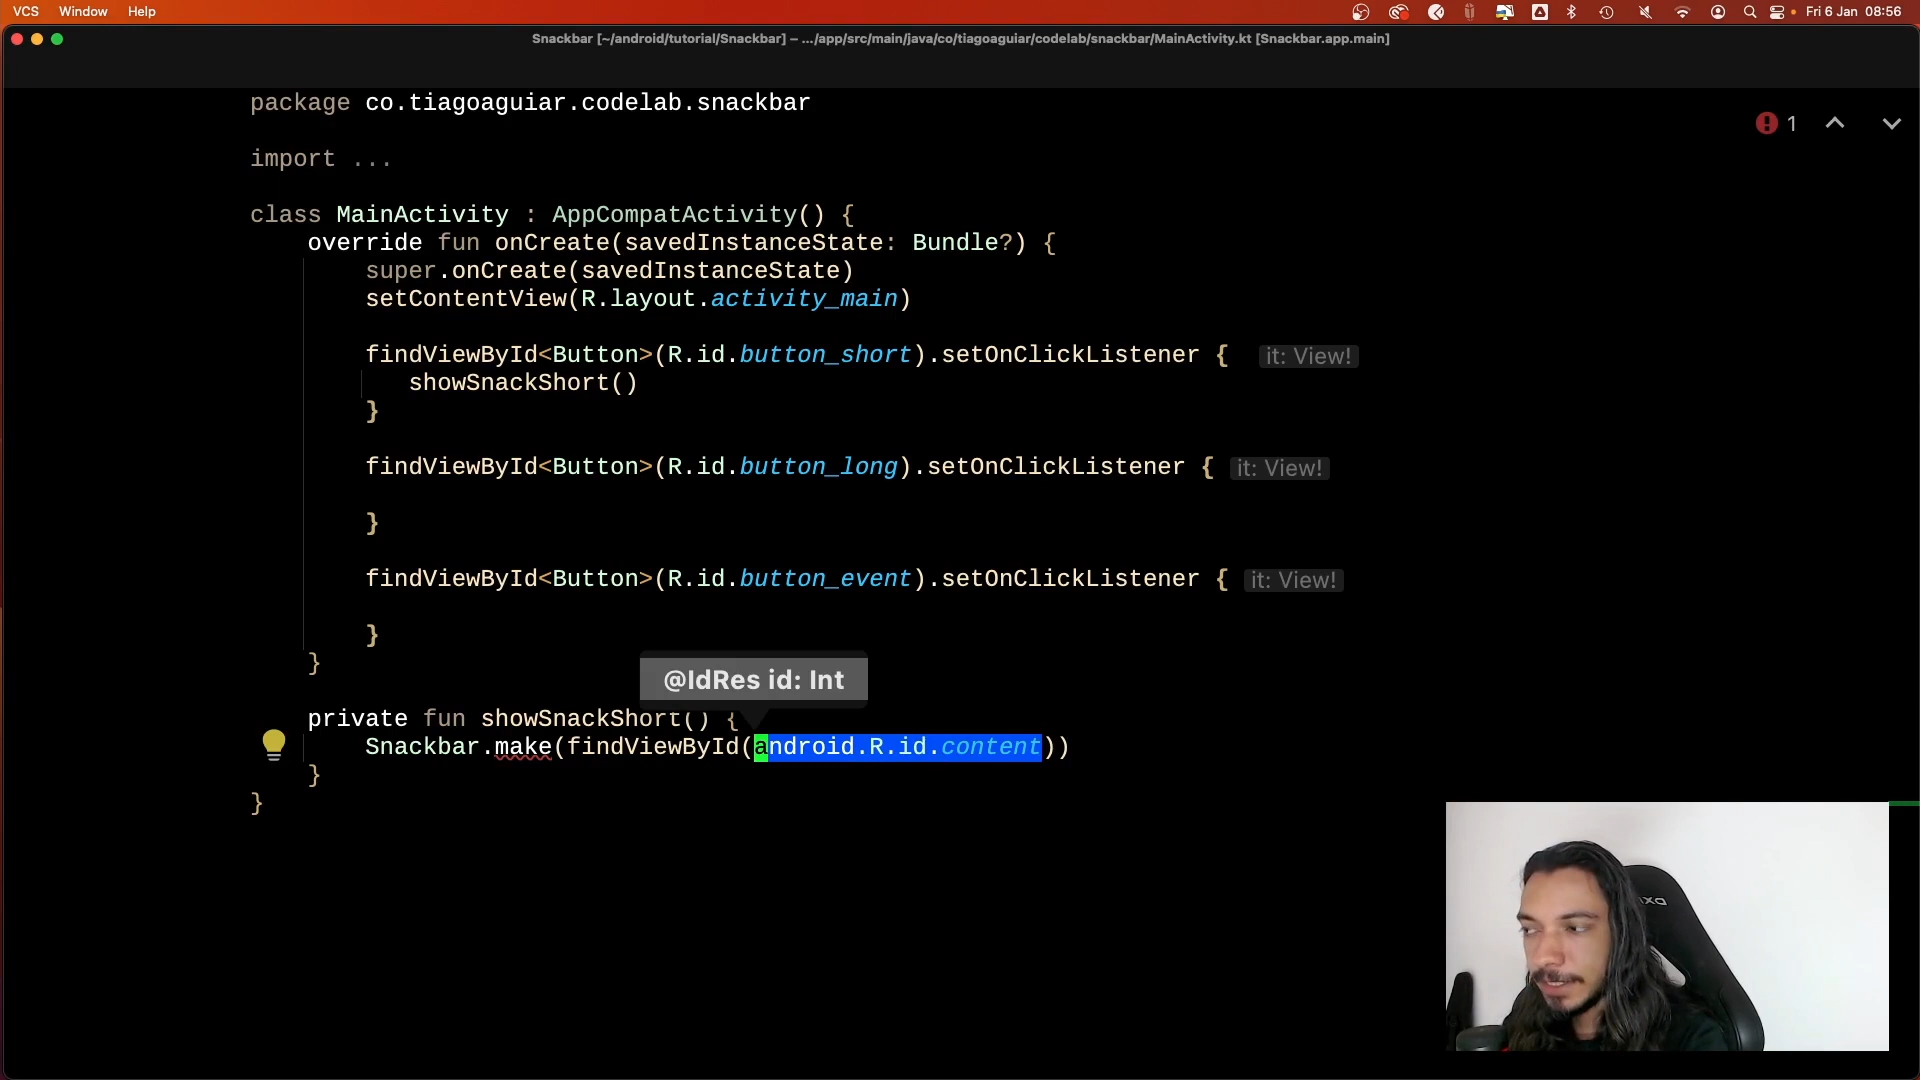 VCS Window Help Fri 6 Jan 08:56
Snackbar [~/android/tutorial/Snackbar] – .../app/src/main/java/co/tiagoaguiar/codelab/snackbar/MainActivity.kt [Snackbar.app.main]
package co.tiagoaguiar.codelab.snackbar
1
import ...
class MainActivity : AppCompatActivity() {
override fun onCreate(savedInstanceState: Bundle?) {
super.onCreate(savedInstanceState)
setContentView(R.layout.activity_main)
findViewById<Button>(R.id.button_short).setOnClickListener { it: View!
showSnackShort()
}
findViewById<Button>(R.id.button_long).setOnClickListener { it: View!
}
findViewById<Button>(R.id.button_event).setOnClickListener { it: View!
}
}
@IdRes id: Int
private fun showSnackShort() {
Snackbar.make(findViewById(android.R.id.content))
}
}